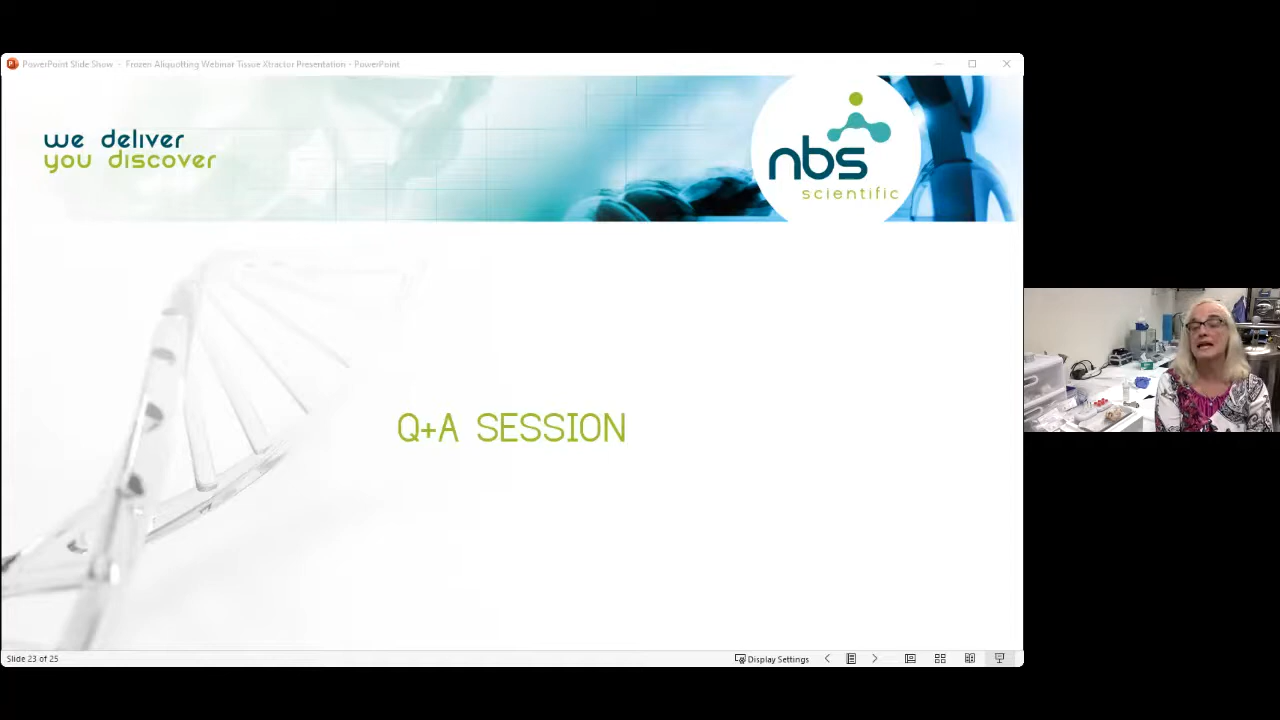 PowerPoint Slide Show - Frozen Aliquotting Webinar Tissue Xtractor Presentation - PowerPoint
we deliver
you discover
nbs
scientific
Q+A SESSION
Slide 23 of 25
Display Settings